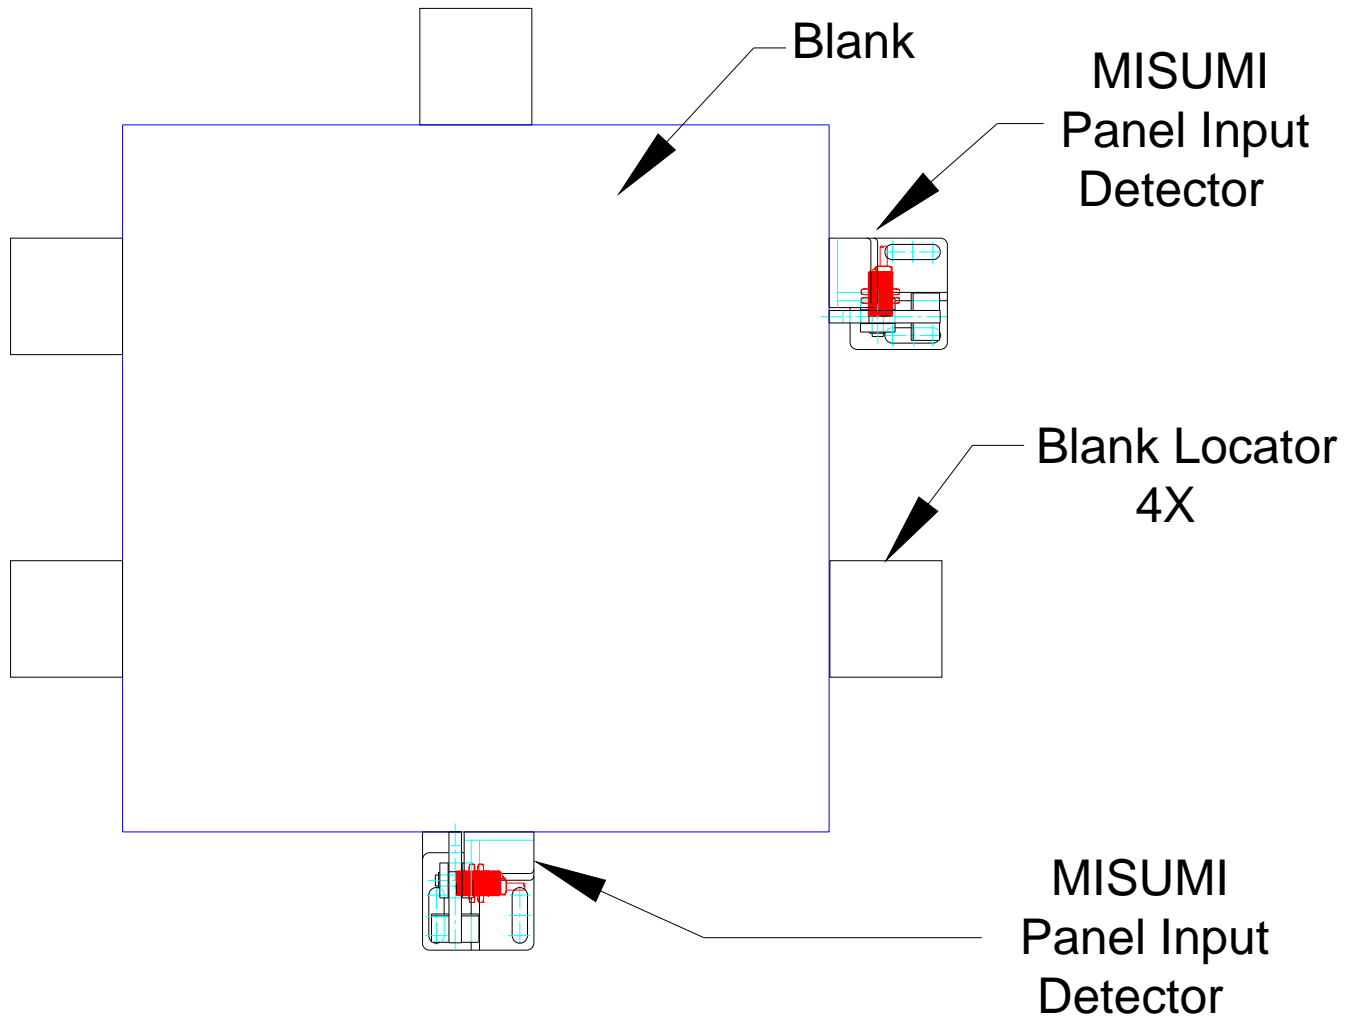 Blank
MISUMI
Panel Input
Detector
Blank Locator
4X
MISUMI
Panel Input
Detector